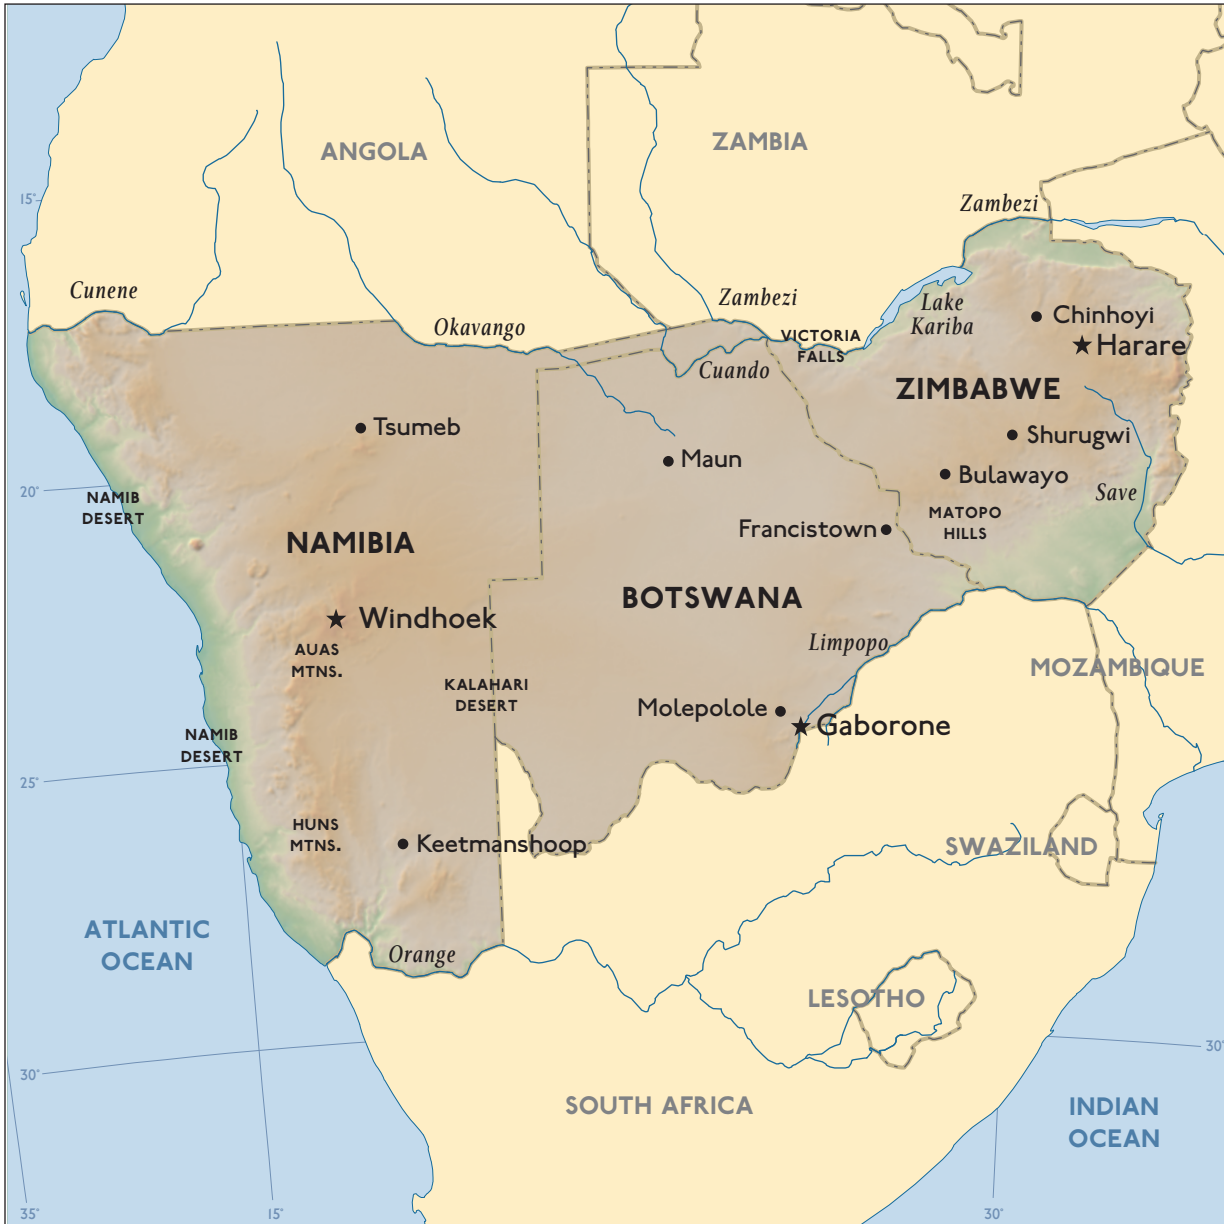 ANGOLA
ZAMBIA
15°
Zambezi
Cunene
Okavango
Zambezi
Lake
Kariba
VICTORIA
FALLS
Chinhoyi
Harare
Cuando
ZIMBABWE
Tsumeb
Shurugwi
Maun
Bulawayo
20°
NAMIB
DESERT
Save
MATOPO
HILLS
Francistown
NAMIBIA
BOTSWANA
Windhoek
Limpopo
AUAS
MTNS.
MOZAMBIQUE
KALAHARI
DESERT
Molepolole
Gaborone
NAMIB
DESERT
25°
HUNS
MTNS.
Keetmanshoop
SWAZILAND
ATLANTIC
OCEAN
Orange
LESOTHO
30°
30°
SOUTH AFRICA
INDIAN
OCEAN
35°
15°
30°